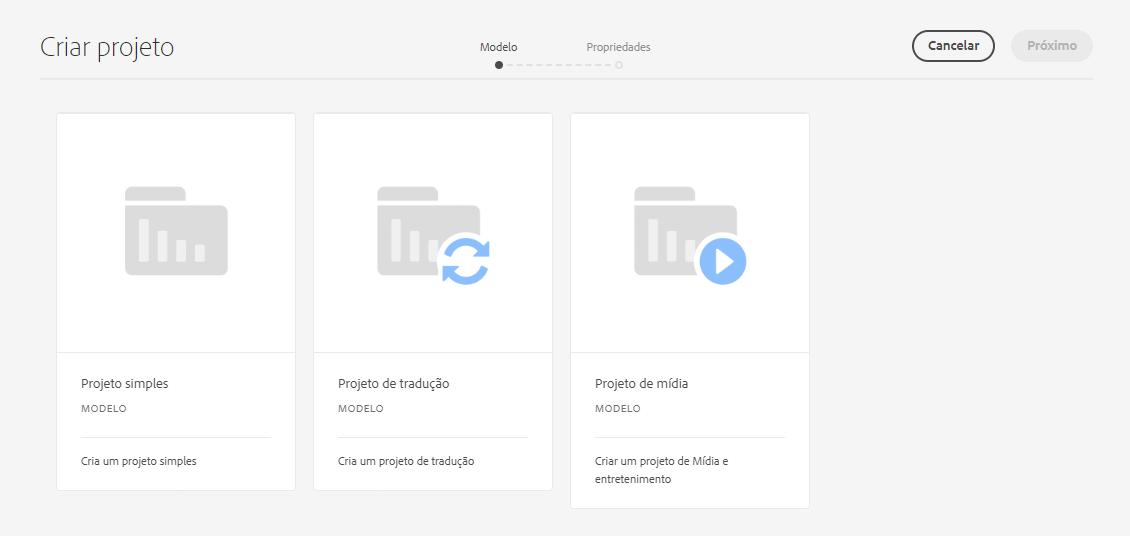 Criar projeto
Modelo
Propriedades
Cancelar
Próximo
Projeto simples
MODELO
Cria um projeto simples
Projeto de tradução
MODELO
Cria um projeto de tradução
Projeto de mídia
MODELO
Criar um projeto de Mídia e
entretenimento